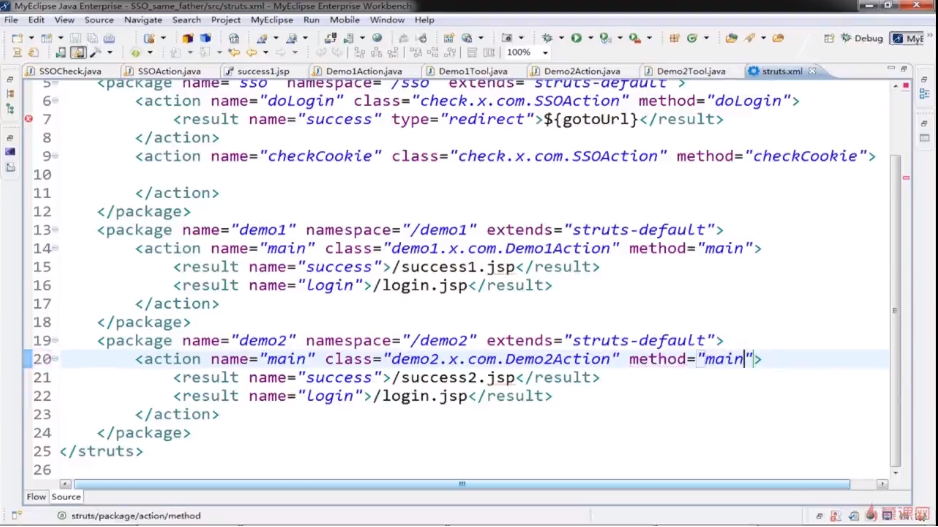 MyEclipse Java Enterprise - SSO_same_father/src/struts.xml - MyEclipse Enterprise Workbench
File Edit View Source Navigate Search Project MyEclipse Run Mobile Window Help
100% Debug MyE
SSOCheck.java SSOAction.java success1.jsp Demo1Action.java Demo1Tool.java Demo2Action.java Demo2Tool.java struts.xml
5 <package name="sso" namespace="/sso" extends="struts-default">
6 <action name="doLogin" class="check.x.com.SSOAction" method="doLogin">
7 <result name="success" type="redirect">${gotoUrl}</result>
8 </action>
9 <action name="checkCookie" class="check.x.com.SSOAction" method="checkCookie">
10
11 </action>
12 </package>
13 <package name="demo1" namespace="/demo1" extends="struts-default">
14 <action name="main" class="demo1.x.com.Demo1Action" method="main">
15 <result name="success">/success1.jsp</result>
16 <result name="login">/login.jsp</result>
17 </action>
18 </package>
19 <package name="demo2" namespace="/demo2" extends="struts-default">
20 <action name="main" class="demo2.x.com.Demo2Action" method="main">
21 <result name="success">/success2.jsp</result>
22 <result name="login">/login.jsp</result>
23 </action>
24 </package>
25 </struts>
26
Flow Source
struts/package/action/method